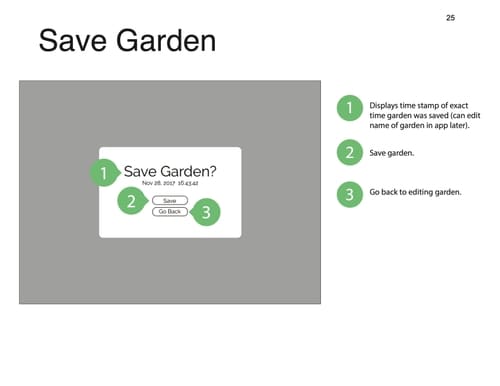 25
Save Garden
1
Displays time stamp of exact
time garden was saved (can edit
name of garden in app later).
2
Save garden.
3
Go back to editing garden.
1
Save Garden?
Nov 28, 2017 16.43.42
2
Save
Go Back
3